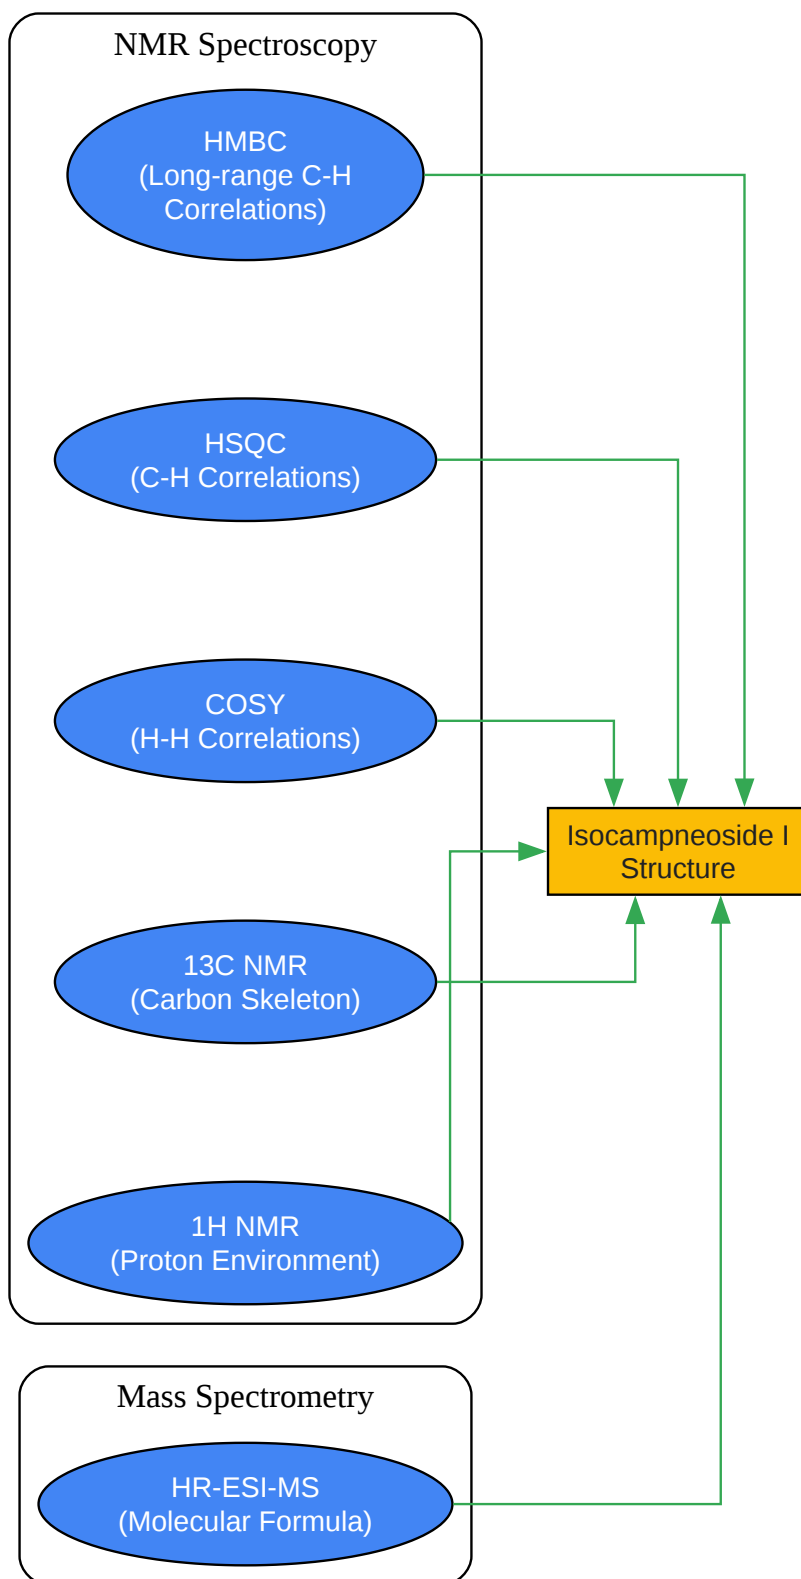 NMR Spectroscopy
HMBC
(Long-range C-H
Correlations)
HSQC
(C-H Correlations)
COSY
(H-H Correlations)
Isocampneoside I
Structure
13C NMR
(Carbon Skeleton)
1H NMR
(Proton Environment)
Mass Spectrometry
HR-ESI-MS
(Molecular Formula)